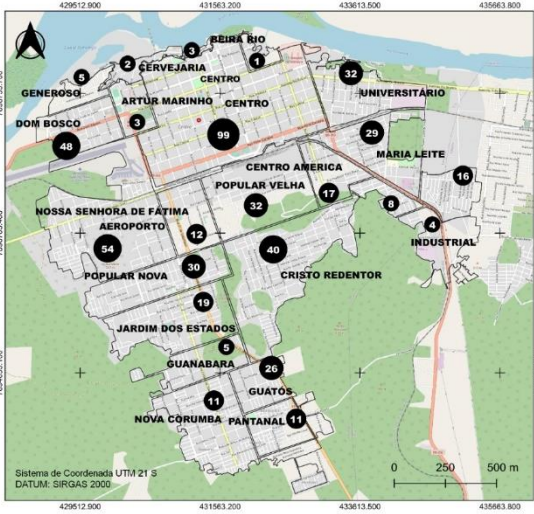 429512.900 431563.200 433613.500 435663.800
BEIRA RIO
3
2
1
CERVEJARIA
5
32
CENTRO
GENEROSO
UNIVERSITÁRIO
ARTUR MARINHO
CENTRO
DOM BOSCO
3
99
29
48
MARIA LEITE
CENTRO AMERICA
16
POPULAR VELHA
17
32
8
NOSSA SENHORA DE FÁTIMA
4
AEROPORTO
12
INDUSTRIAL
54
40
30
POPULAR NOVA
CRISTO REDENTOR
19
JARDIM DOS ESTADOS
5
GUANABARA
26
GUATÓS
11
NOVA CORUMBA
PANTANAL
11
Sistema de Coordenada UTM 21 S
DATUM: SIRGAS 2000
0 250 500 m
429512.900 431563.200 433613.500 435663.800